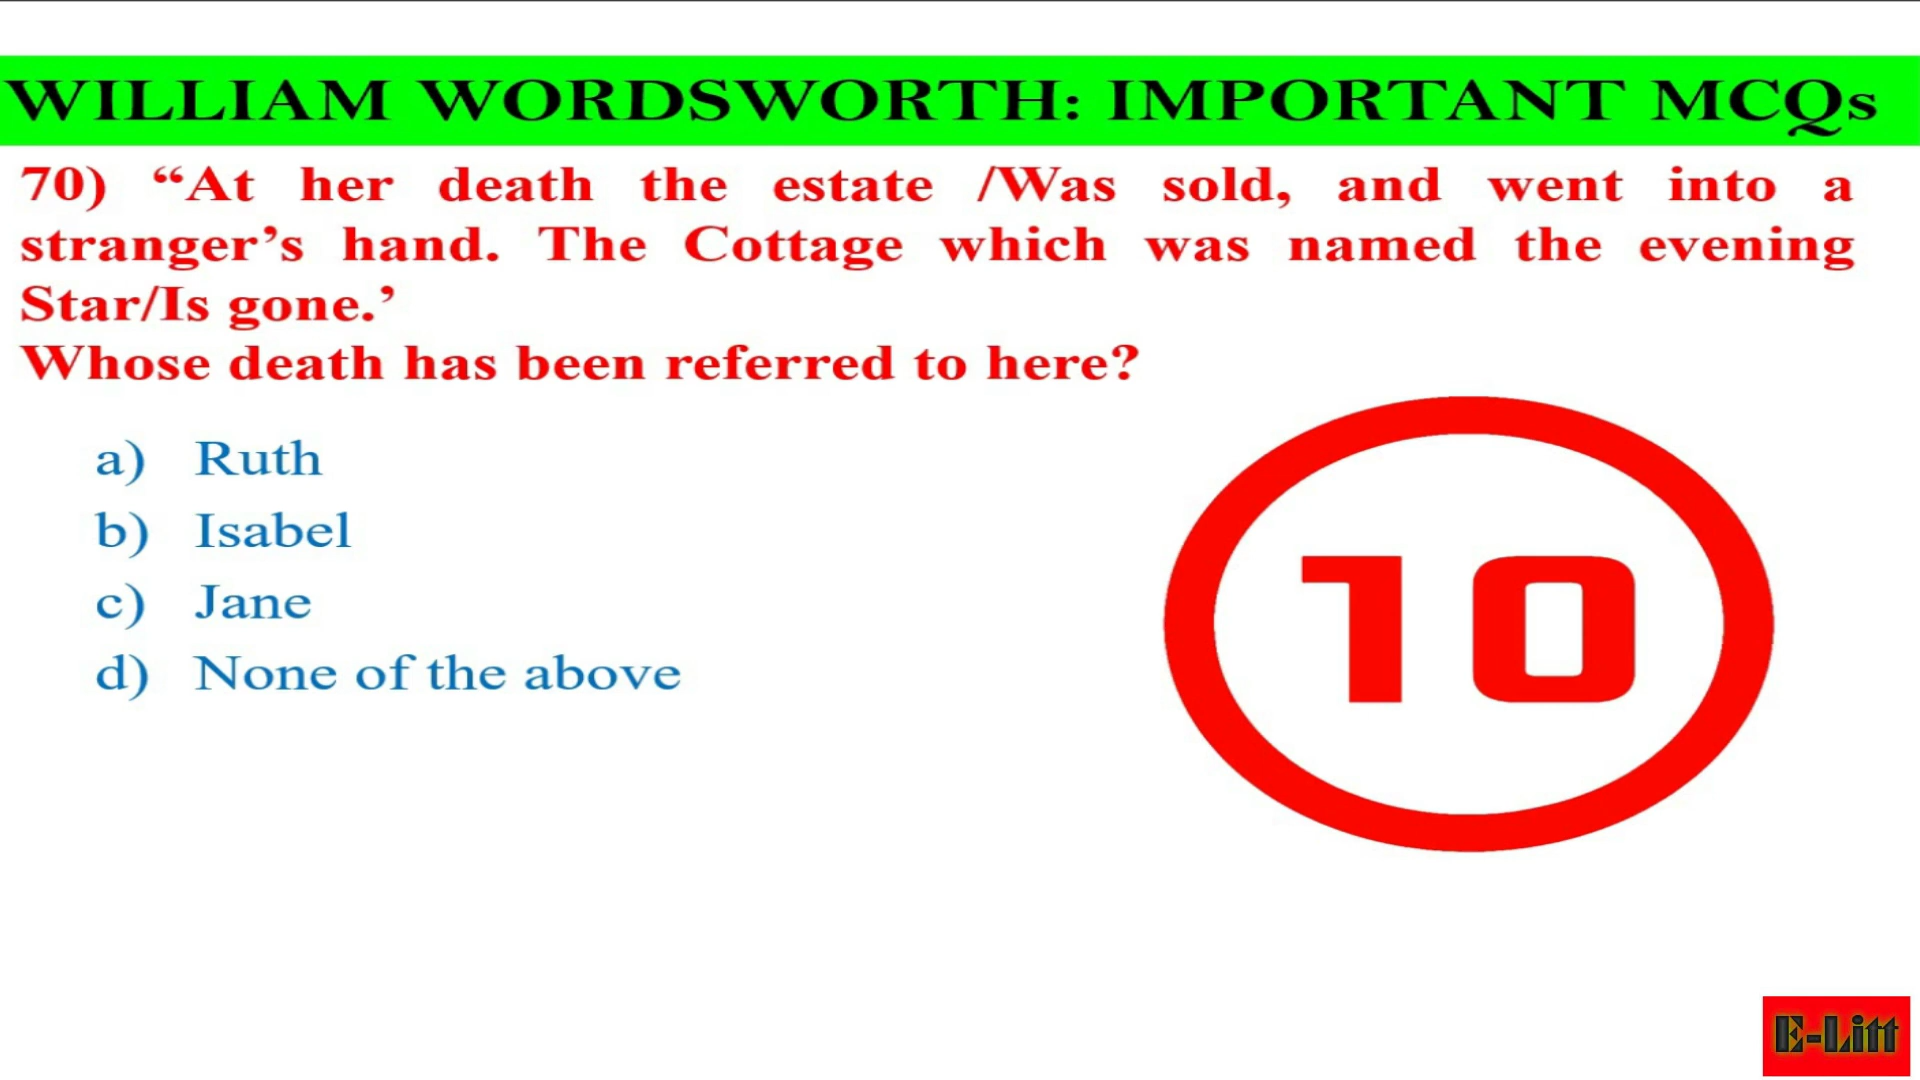 WILLIAM WORDSWORTH: IMPORTANT MCQs
70) “At her death the estate /Was sold, and went into a
stranger’s hand. The Cottage which was named the evening
Star/Is gone.’
Whose death has been referred to here?
a) Ruth
b) Isabel
c) Jane
d) None of the above
10
E-Litt